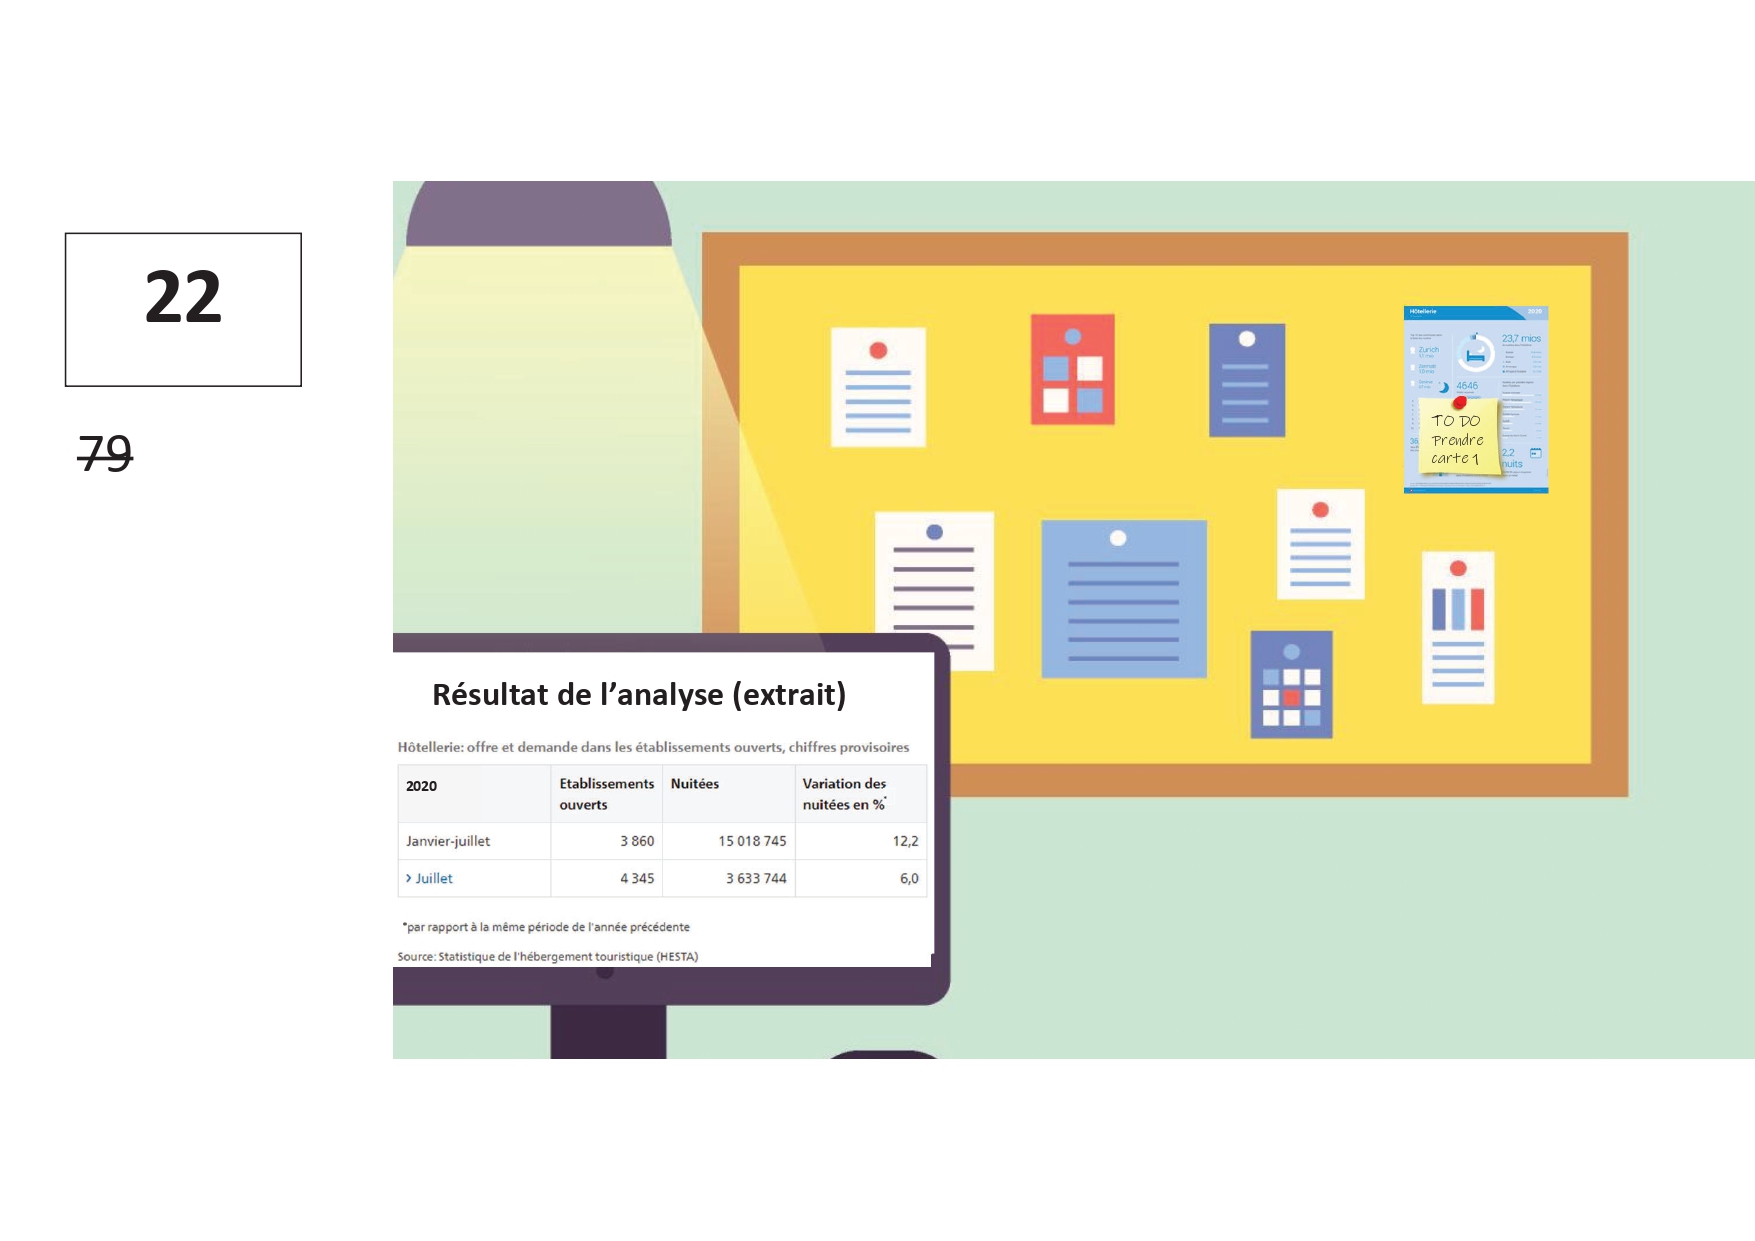 22
79
Hôtellerie 2020
23,7 mios
Zurich
Zermatt
4646
TO DO
Prendre
carte 1
2,2
nuits
Résultat de l’analyse (extrait)
Hôtellerie: offre et demande dans les établissements ouverts, chiffres provisoires
2020 Etablissements ouverts Nuitées Variation des nuitées en %*
Janvier-juillet 3 860 15 018 745 12,2
› Juillet 4 345 3 633 744 6,0
*par rapport à la même période de l'année précédente
Source: Statistique de l'hébergement touristique (HESTA)